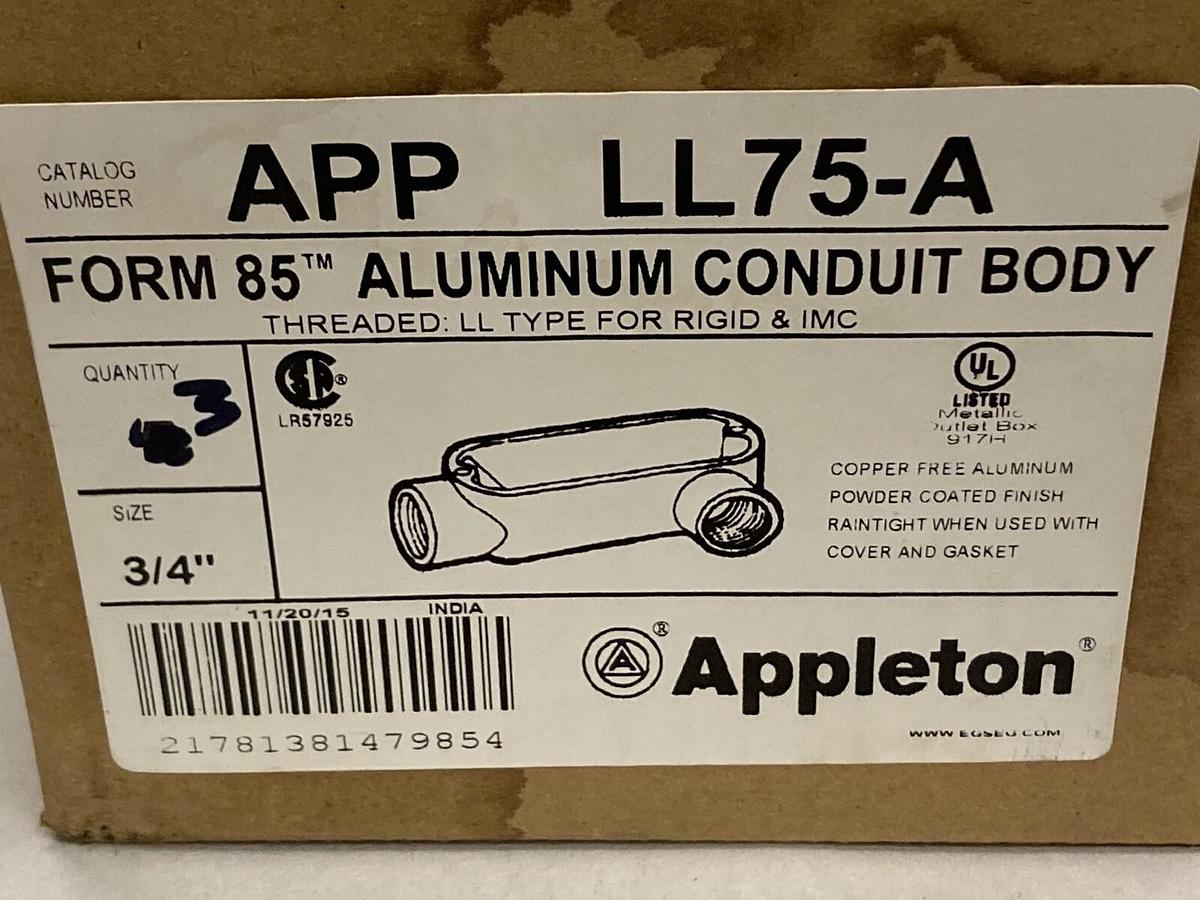 CATALOG
NUMBER
APP LL75-A
FORM 85™ ALUMINUM CONDUIT BODY
THREADED: LL TYPE FOR RIGID & IMC
QUANTITY
3
SIZE
3/4"
®
LR57925
UL
LISTED
Metallic
Outlet Box
917H
COPPER FREE ALUMINUM
POWDER COATED FINISH
RAINTIGHT WHEN USED WITH
COVER AND GASKET
11/20/15 INDIA
21781381479854
A ® Appleton ®
WWW.EGSEG.COM